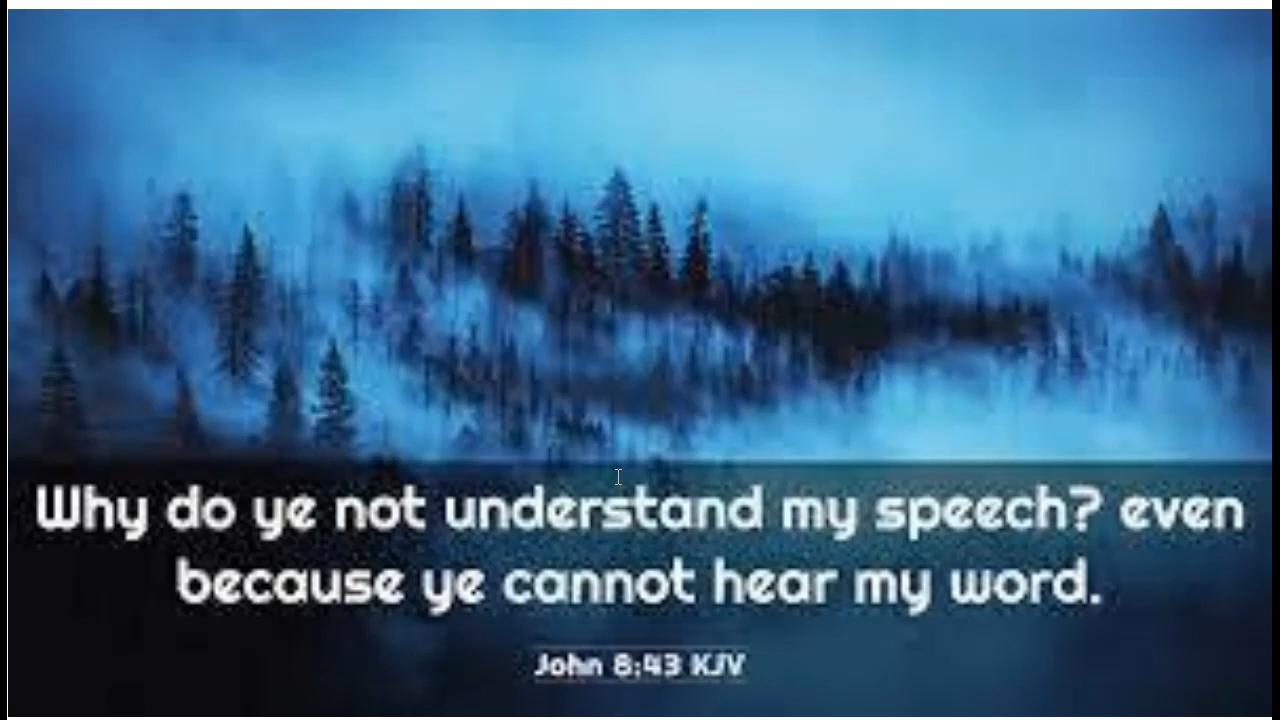 Why do ye not understand my speech? even
because ye cannot hear my word.
John 8:43 KJV